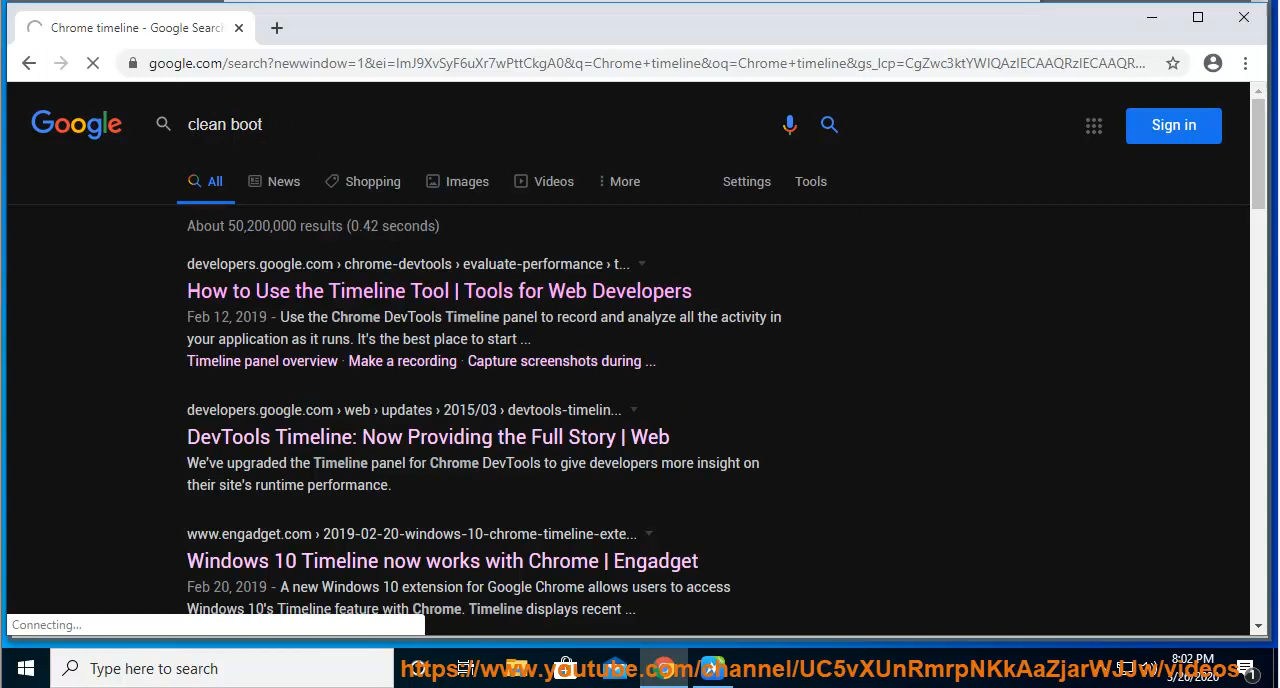 Chrome timeline - Google Search
google.com/search?newwindow=1&ei=ImJ9XvSyF6uXr7wPttCkgA0&q=Chrome+timeline&oq=Chrome+timeline&gs_lcp=CgZwc3ktYWIQAzIECAAQRzIECAAQR...
Google
clean boot
Sign in
All News Shopping Images Videos More Settings Tools
About 50,200,000 results (0.42 seconds)
developers.google.com › chrome-devtools › evaluate-performance › t...
How to Use the Timeline Tool | Tools for Web Developers
Feb 12, 2019 - Use the Chrome DevTools Timeline panel to record and analyze all the activity in
your application as it runs. It's the best place to start ...
Timeline panel overview · Make a recording · Capture screenshots during ...
developers.google.com › web › updates › 2015/03 › devtools-timelin...
DevTools Timeline: Now Providing the Full Story | Web
We've upgraded the Timeline panel for Chrome DevTools to give developers more insight on
their site's runtime performance.
www.engadget.com › 2019-02-20-windows-10-chrome-timeline-exte...
Windows 10 Timeline now works with Chrome | Engadget
Feb 20, 2019 - A new Windows 10 extension for Google Chrome allows users to access
Windows 10's Timeline feature with Chrome. Timeline displays recent ...
Connecting...
Type here to search
https://www.youtube.com/channel/UC5vXUnRmrpNKkAaZjarWJJw/videos
8:02 PM
3/26/2020
1